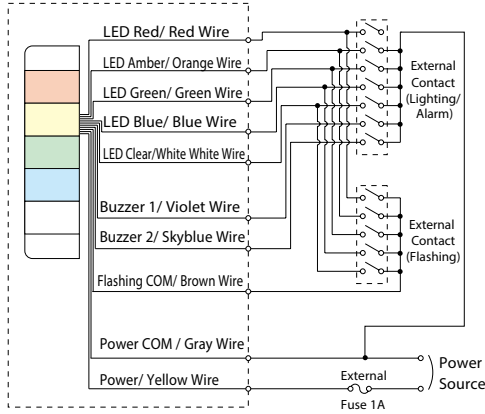 LED Red/ Red Wire
LED Amber/ Orange Wire
LED Green/ Green Wire
LED Blue/ Blue Wire
LED Clear/White White Wire
Buzzer 1/ Violet Wire
Buzzer 2/ Skyblue Wire
Flashing COM/ Brown Wire
Power COM / Gray Wire
Power/ Yellow Wire
External
Contact
(Lighting/
Alarm)
External
Contact
(Flashing)
Power
Source
External
Fuse 1A